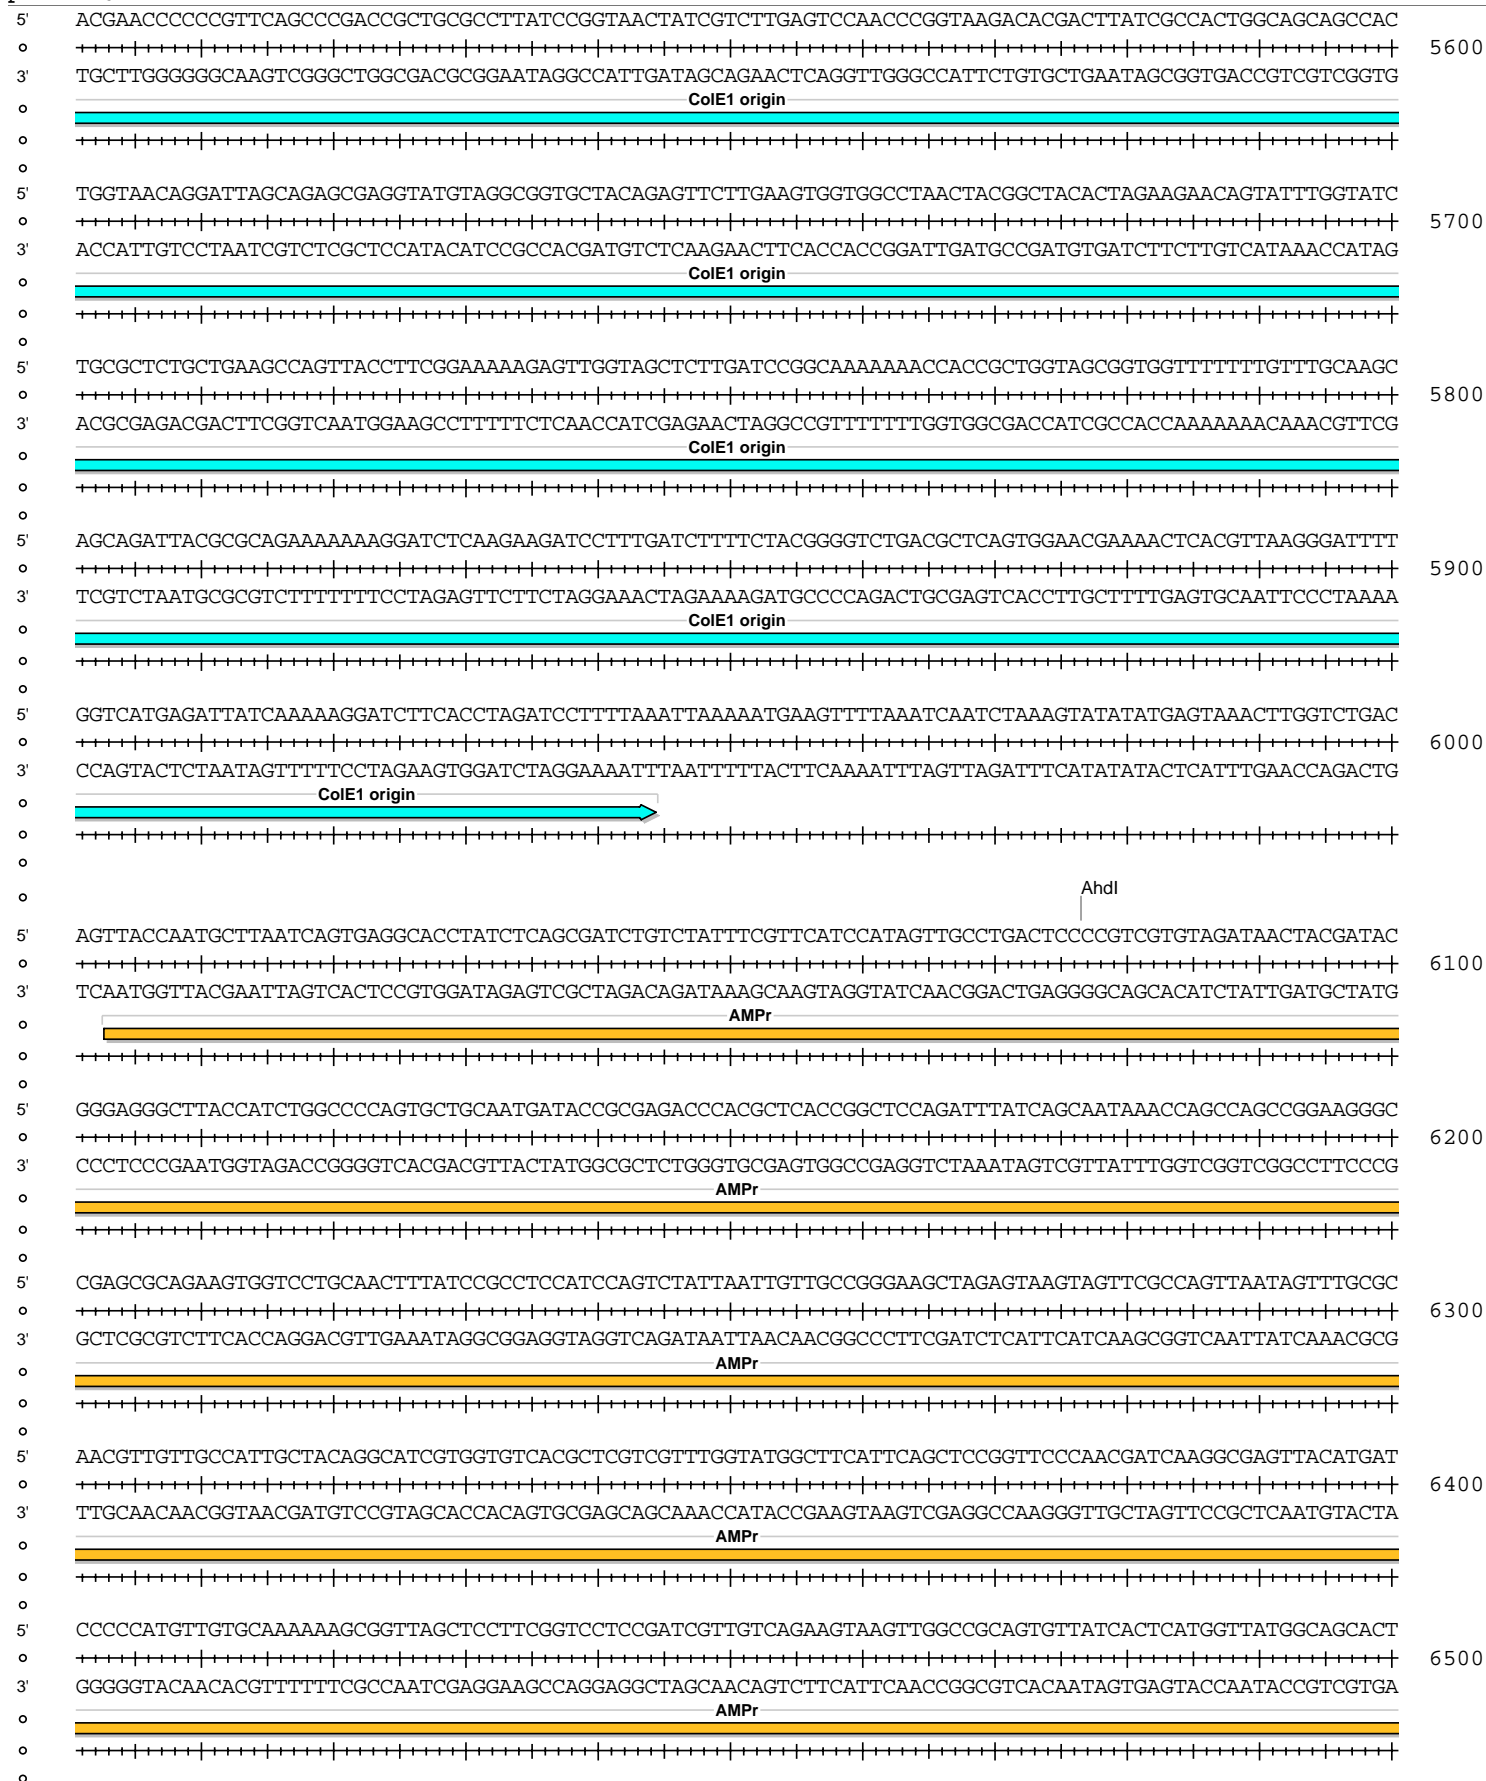 5' ACGAACCCCCCGTTCAGCCCGACCGCTGCGCCTTATCCGGTAACTATCGTCTTGAGTCCAACCCGGTAAGACACGACTTATCGCCACTGGCAGCAGCCAC
5600
3' TGCTTGGGGGGCAAGTCGGGCTGGCGACGCGGAATAGGCCATTGATAGCAGAACTCAGGTTGGGCCATTCTGTGCTGAATAGCGGTGACCGTCGTCGGTG
ColE1 origin
5' TGGTAACAGGATTAGCAGAGCGAGGTATGTAGGCGGTGCTACAGAGTTCTTGAAGTGGTGGCCTAACTACGGCTACACTAGAAGAACAGTATTTGGTATC
5700
3' ACCATTGTCCTAATCGTCTCGCTCCATACATCCGCCACGATGTCTCAAGAACTTCACCACCGGATTGATGCCGATGTGATCTTCTTGTCATAAACCATAG
ColE1 origin
5' TGCGCTCTGCTGAAGCCAGTTACCTTCGGAAAAAGAGTTGGTAGCTCTTGATCCGGCAAAAAAACCACCGCTGGTAGCGGTGGTTTTTTTGTTTGCAAGC
5800
3' ACGCGAGACGACTTCGGTCAATGGAAGCCTTTTTCTCAACCATCGAGAACTAGGCCGTTTTTTTGGTGGCGACCATCGCCACCAAAAAAACAAACGTTCG
ColE1 origin
5' AGCAGATTACGCGCAGAAAAAAAGGATCTCAAGAAGATCCTTTGATCTTTTCTACGGGGTCTGACGCTCAGTGGAACGAAAACTCACGTTAAGGGATTTT
5900
3' TCGTCTAATGCGCGTCTTTTTTTCCTAGAGTTCTTCTAGGAAACTAGAAAAGATGCCCCAGACTGCGAGTCACCTTGCTTTTGAGTGCAATTCCCTAAAA
ColE1 origin
5' GGTCATGAGATTATCAAAAAGGATCTTCACCTAGATCCTTTTAAATTAAAAATGAAGTTTTAAATCAATCTAAAGTATATATGAGTAAACTTGGTCTGAC
6000
3' CCAGTACTCTAATAGTTTTTCCTAGAAGTGGATCTAGGAAAATTTAATTTTTACTTCAAAATTTAGTTAGATTTCATATATACTCATTTGAACCAGACTG
ColE1 origin
AhdI
5' AGTTACCAATGCTTAATCAGTGAGGCACCTATCTCAGCGATCTGTCTATTTCGTTCATCCATAGTTGCCTGACTCCCCGTCGTGTAGATAACTACGATAC
6100
3' TCAATGGTTACGAATTAGTCACTCCGTGGATAGAGTCGCTAGACAGATAAAGCAAGTAGGTATCAACGGACTGAGGGGCAGCACATCTATTGATGCTATG
AMPr
5' GGGAGGGCTTACCATCTGGCCCCAGTGCTGCAATGATACCGCGAGACCCACGCTCACCGGCTCCAGATTTATCAGCAATAAACCAGCCAGCCGGAAGGGC
6200
3' CCCTCCCGAATGGTAGACCGGGGTCACGACGTTACTATGGCGCTCTGGGTGCGAGTGGCCGAGGTCTAAATAGTCGTTATTTGGTCGGTCGGCCTTCCCG
AMPr
5' CGAGCGCAGAAGTGGTCCTGCAACTTTATCCGCCTCCATCCAGTCTATTAATTGTTGCCGGGAAGCTAGAGTAAGTAGTTCGCCAGTTAATAGTTTGCGC
6300
3' GCTCGCGTCTTCACCAGGACGTTGAAATAGGCGGAGGTAGGTCAGATAATTAACAACGGCCCTTCGATCTCATTCATCAAGCGGTCAATTATCAAACGCG
AMPr
5' AACGTTGTTGCCATTGCTACAGGCATCGTGGTGTCACGCTCGTCGTTTGGTATGGCTTCATTCAGCTCCGGTTCCCAACGATCAAGGCGAGTTACATGAT
6400
3' TTGCAACAACGGTAACGATGTCCGTAGCACCACAGTGCGAGCAGCAAACCATACCGAAGTAAGTCGAGGCCAAGGGTTGCTAGTTCCGCTCAATGTACTA
AMPr
5' CCCCCATGTTGTGCAAAAAAGCGGTTAGCTCCTTCGGTCCTCCGATCGTTGTCAGAAGTAAGTTGGCCGCAGTGTTATCACTCATGGTTATGGCAGCACT
6500
3' GGGGGTACAACACGTTTTTTCGCCAATCGAGGAAGCCAGGAGGCTAGCAACAGTCTTCATTCAACCGGCGTCACAATAGTGAGTACCAATACCGTCGTGA
AMPr